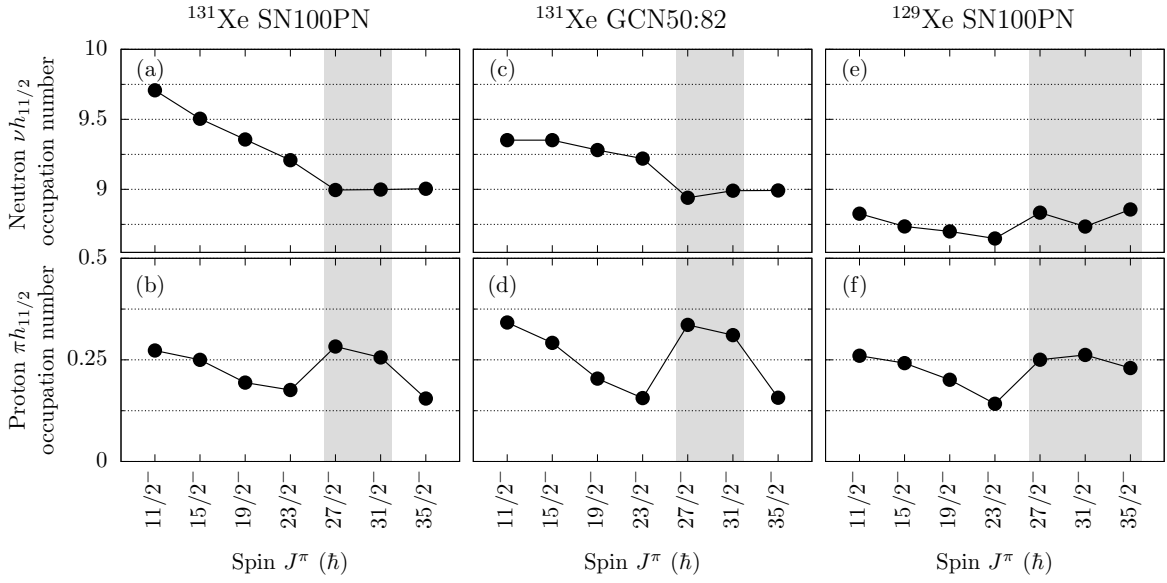 ¹³¹Xe SN100PN
¹³¹Xe GCN50:82
¹²⁹Xe SN100PN
Neutron νh₁₁/₂
occupation number
10
9.5
9
8.5
(a)
(c)
(e)
Proton πh₁₁/₂
occupation number
0.5
0.25
0
(b)
(d)
(f)
11/2⁻
15/2⁻
19/2⁻
23/2⁻
27/2⁻
31/2⁻
35/2⁻
11/2⁻
15/2⁻
19/2⁻
23/2⁻
27/2⁻
31/2⁻
35/2⁻
11/2⁻
15/2⁻
19/2⁻
23/2⁻
27/2⁻
31/2⁻
35/2⁻
Spin J^π (ħ)
Spin J^π (ħ)
Spin J^π (ħ)